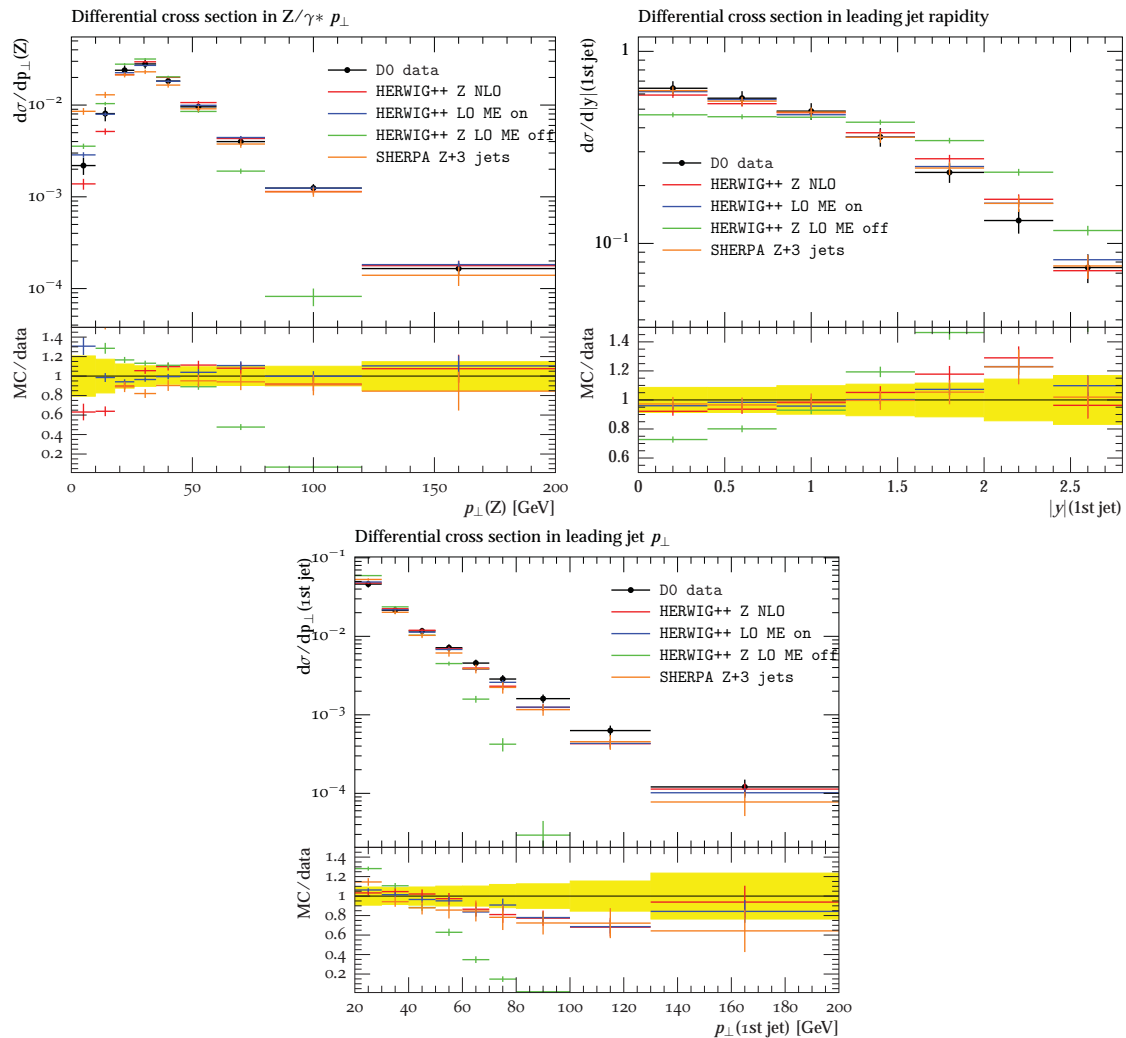 Differential cross section in Z/γ* p⊥
dσ/dp⊥(Z)
10⁻²
10⁻³
10⁻⁴
D0 data
HERWIG++ Z NLO
HERWIG++ LO ME on
HERWIG++ Z LO ME off
SHERPA Z+3 jets
MC/data
1.4
1.2
1
0.8
0.6
0.4
0.2
0 50 100 150 200
p⊥(Z) [GeV]
Differential cross section in leading jet rapidity
dσ/d|y|(1st jet)
1
10⁻¹
D0 data
HERWIG++ Z NLO
HERWIG++ LO ME on
HERWIG++ Z LO ME off
SHERPA Z+3 jets
MC/data
1.4
1.2
1
0.8
0.6
0 0.5 1 1.5 2 2.5
|y|(1st jet)
Differential cross section in leading jet p⊥
dσ/dp⊥(1st jet)
10⁻¹
10⁻²
10⁻³
10⁻⁴
D0 data
HERWIG++ Z NLO
HERWIG++ LO ME on
HERWIG++ Z LO ME off
SHERPA Z+3 jets
MC/data
1.4
1.2
1
0.8
0.6
0.4
0.2
20 40 60 80 100 120 140 160 180 200
p⊥(1st jet) [GeV]